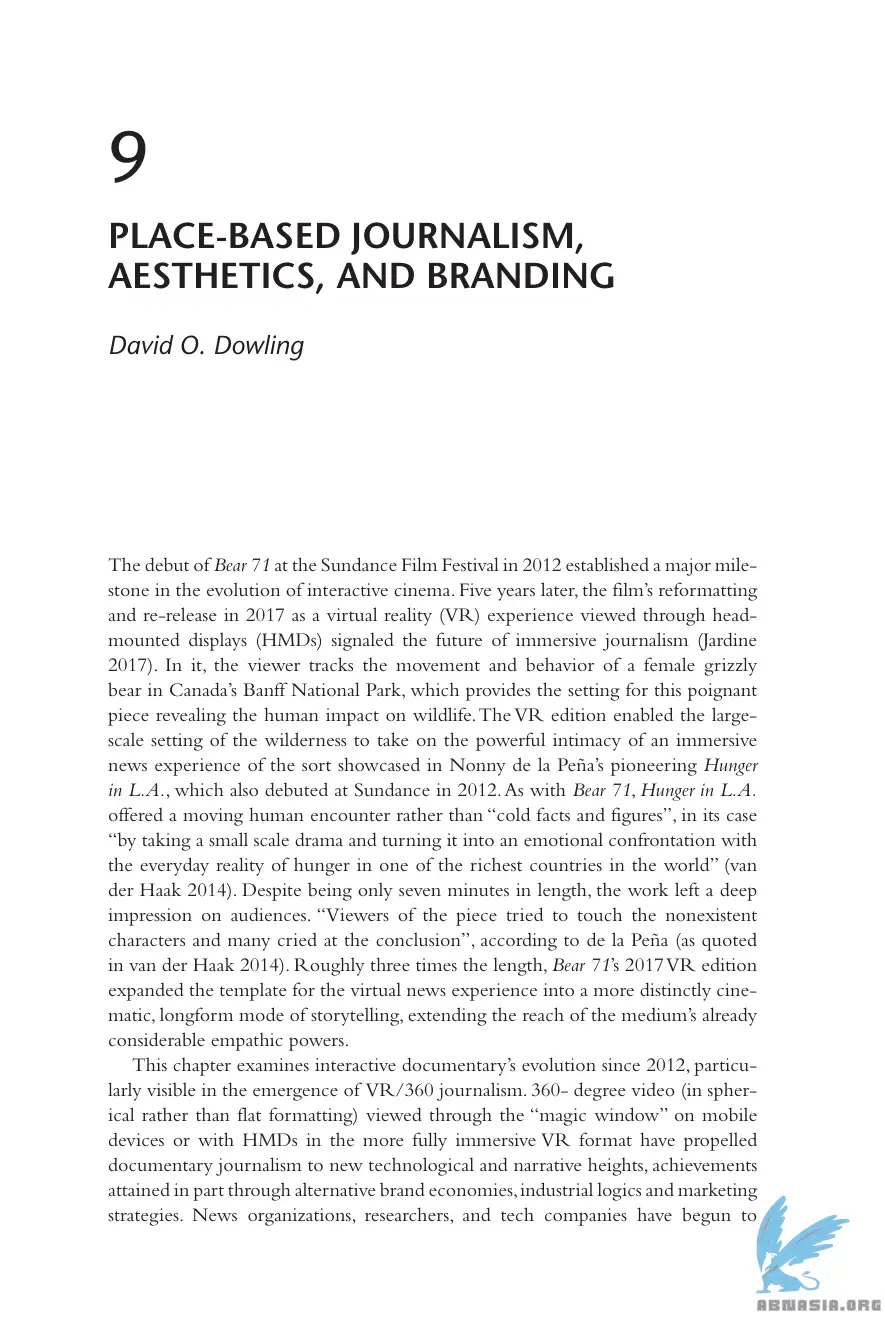 9
PLACE-BASED JOURNALISM,
AESTHETICS, AND BRANDING
David O. Dowling
The debut of Bear 71 at the Sundance Film Festival in 2012 established a major mile-
stone in the evolution of interactive cinema. Five years later, the film’s reformatting
and re-release in 2017 as a virtual reality (VR) experience viewed through head-
mounted displays (HMDs) signaled the future of immersive journalism (Jardine
2017). In it, the viewer tracks the movement and behavior of a female grizzly
bear in Canada’s Banff National Park, which provides the setting for this poignant
piece revealing the human impact on wildlife. The VR edition enabled the large-
scale setting of the wilderness to take on the powerful intimacy of an immersive
news experience of the sort showcased in Nonny de la Peña’s pioneering Hunger
in L.A., which also debuted at Sundance in 2012. As with Bear 71, Hunger in L.A.
offered a moving human encounter rather than “cold facts and figures”, in its case
“by taking a small scale drama and turning it into an emotional confrontation with
the everyday reality of hunger in one of the richest countries in the world” (van
der Haak 2014). Despite being only seven minutes in length, the work left a deep
impression on audiences. “Viewers of the piece tried to touch the nonexistent
characters and many cried at the conclusion”, according to de la Peña (as quoted
in van der Haak 2014). Roughly three times the length, Bear 71’s 2017 VR edition
expanded the template for the virtual news experience into a more distinctly cine-
matic, longform mode of storytelling, extending the reach of the medium’s already
considerable empathic powers.
This chapter examines interactive documentary’s evolution since 2012, particu-
larly visible in the emergence of VR/360 journalism. 360- degree video (in spher-
ical rather than flat formatting) viewed through the “magic window” on mobile
devices or with HMDs in the more fully immersive VR format have propelled
documentary journalism to new technological and narrative heights, achievements
attained in part through alternative brand economies, industrial logics and marketing
strategies. News organizations, researchers, and tech companies have begun to
ABNASIA.ORG